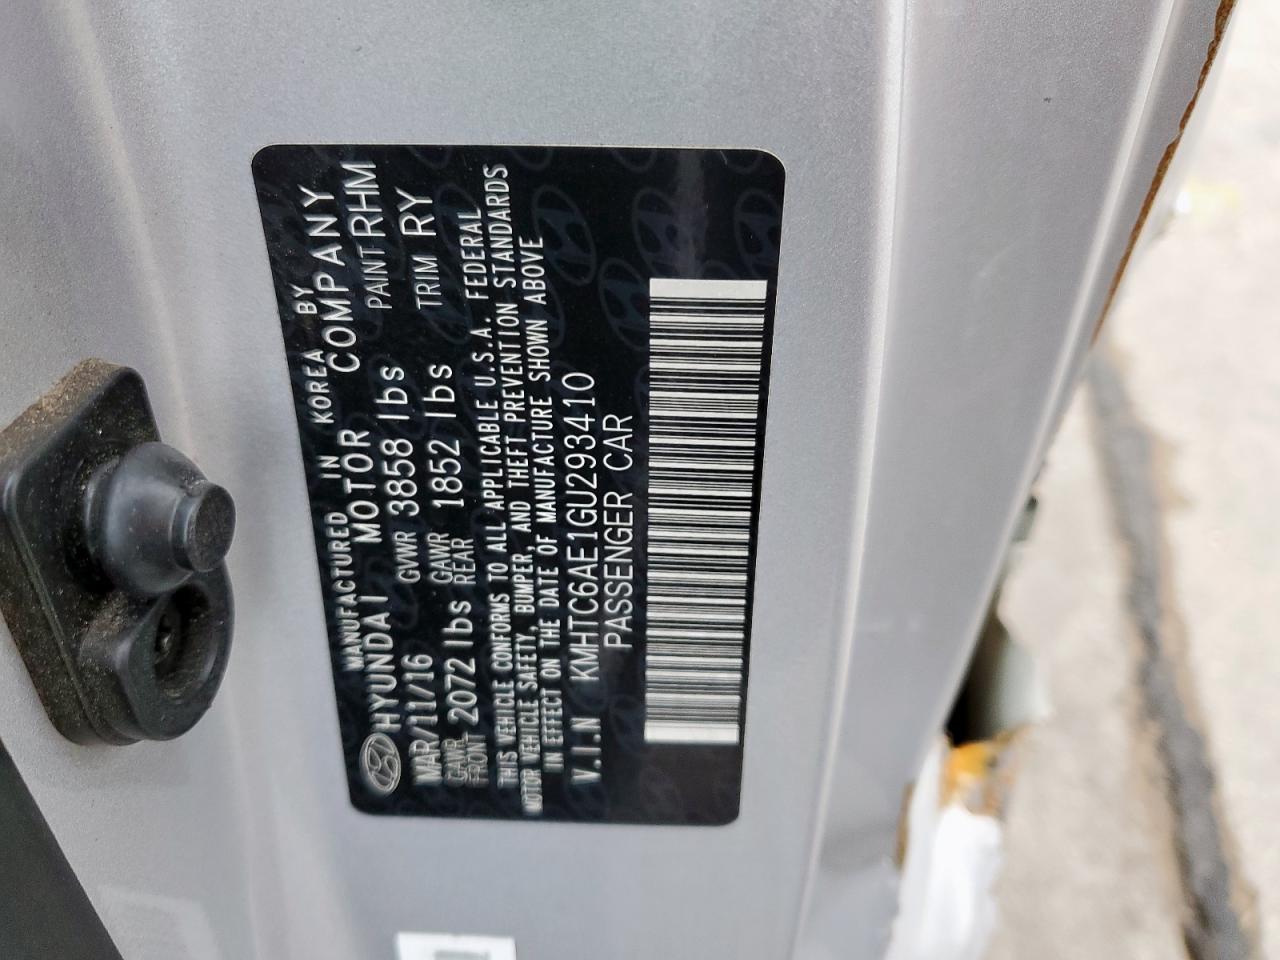 MANUFACTURED IN KOREA BY
HYUNDAI MOTOR COMPANY
MAR/11/16 GVWR 3858 lbs PAINT RHM
GAWR FRONT 2072 lbs GAWR REAR 1852 lbs TRIM RY
THIS VEHICLE CONFORMS TO ALL APPLICABLE U.S.A. FEDERAL
MOTOR VEHICLE SAFETY, BUMPER, AND THEFT PREVENTION STANDARDS
IN EFFECT ON THE DATE OF MANUFACTURE SHOWN ABOVE
V.I.N KMHTC6AE1GU293410
PASSENGER CAR